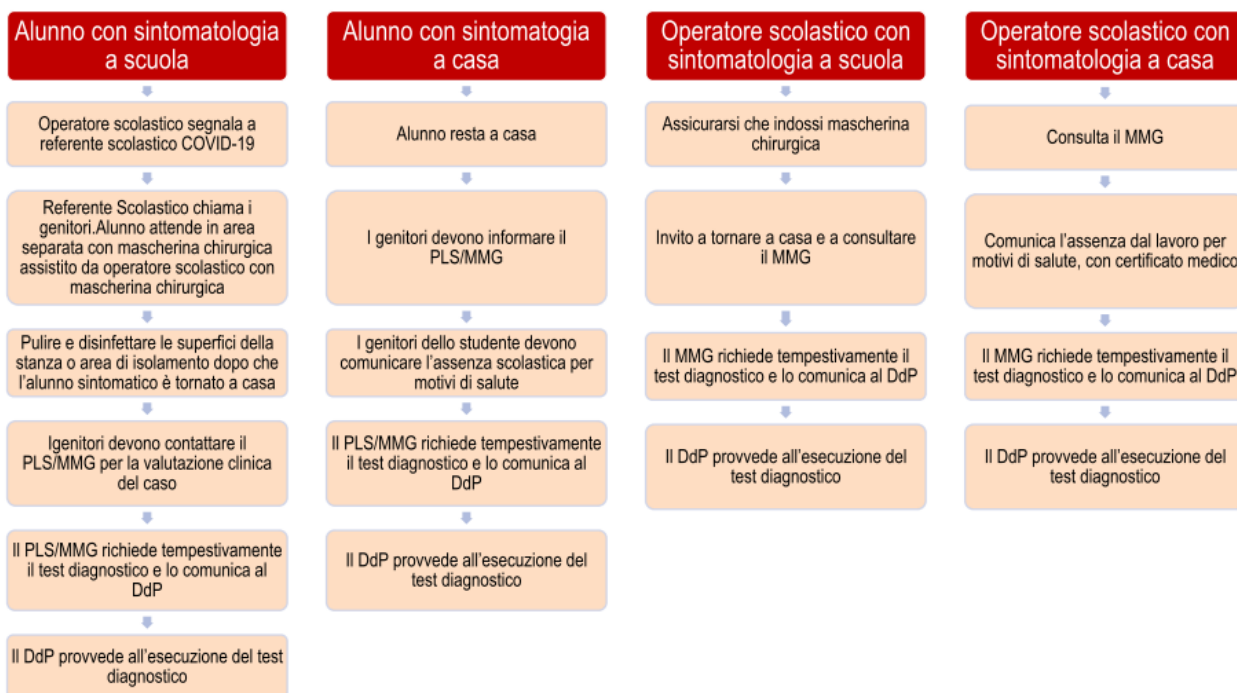 Alunno con sintomatologia
a scuola
Operatore scolastico segnala a
referente scolastico COVID-19
Referente Scolastico chiama i
genitori.Alunno attende in area
separata con mascherina chirurgica
assistito da operatore scolastico con
mascherina chirurgica
Pulire e disinfettare le superfici della
stanza o area di isolamento dopo che
l'alunno sintomatico è tornato a casa
Igenitori devono contattare il
PLS/MMG per la valutazione clinica
del caso
Il PLS/MMG richiede tempestivamente
il test diagnostico e lo comunica al
DdP
Il DdP provvede all'esecuzione del test
diagnostico
Alunno con sintomatogia
a casa
Alunno resta a casa
I genitori devono informare il
PLS/MMG
I genitori dello studente devono
comunicare l'assenza scolastica per
motivi di salute
Il PLS/MMG richiede tempestivamente
il test diagnostico e lo comunica al
DdP
Il DdP provvede all'esecuzione del
test diagnostico
Operatore scolastico con
sintomatologia a scuola
Assicurarsi che indossi mascherina
chirurgica
Invito a tornare a casa e a consultare
il MMG
Il MMG richiede tempestivamente il
test diagnostico e lo comunica al DdP
Il DdP provvede all'esecuzione del
test diagnostico
Operatore scolastico con
sintomatologia a casa
Consulta il MMG
Comunica l'assenza dal lavoro per
motivi di salute, con certificato medico
Il MMG richiede tempestivamente il
test diagnostico e lo comunica al DdP
Il DdP provvede all'esecuzione del
test diagnostico